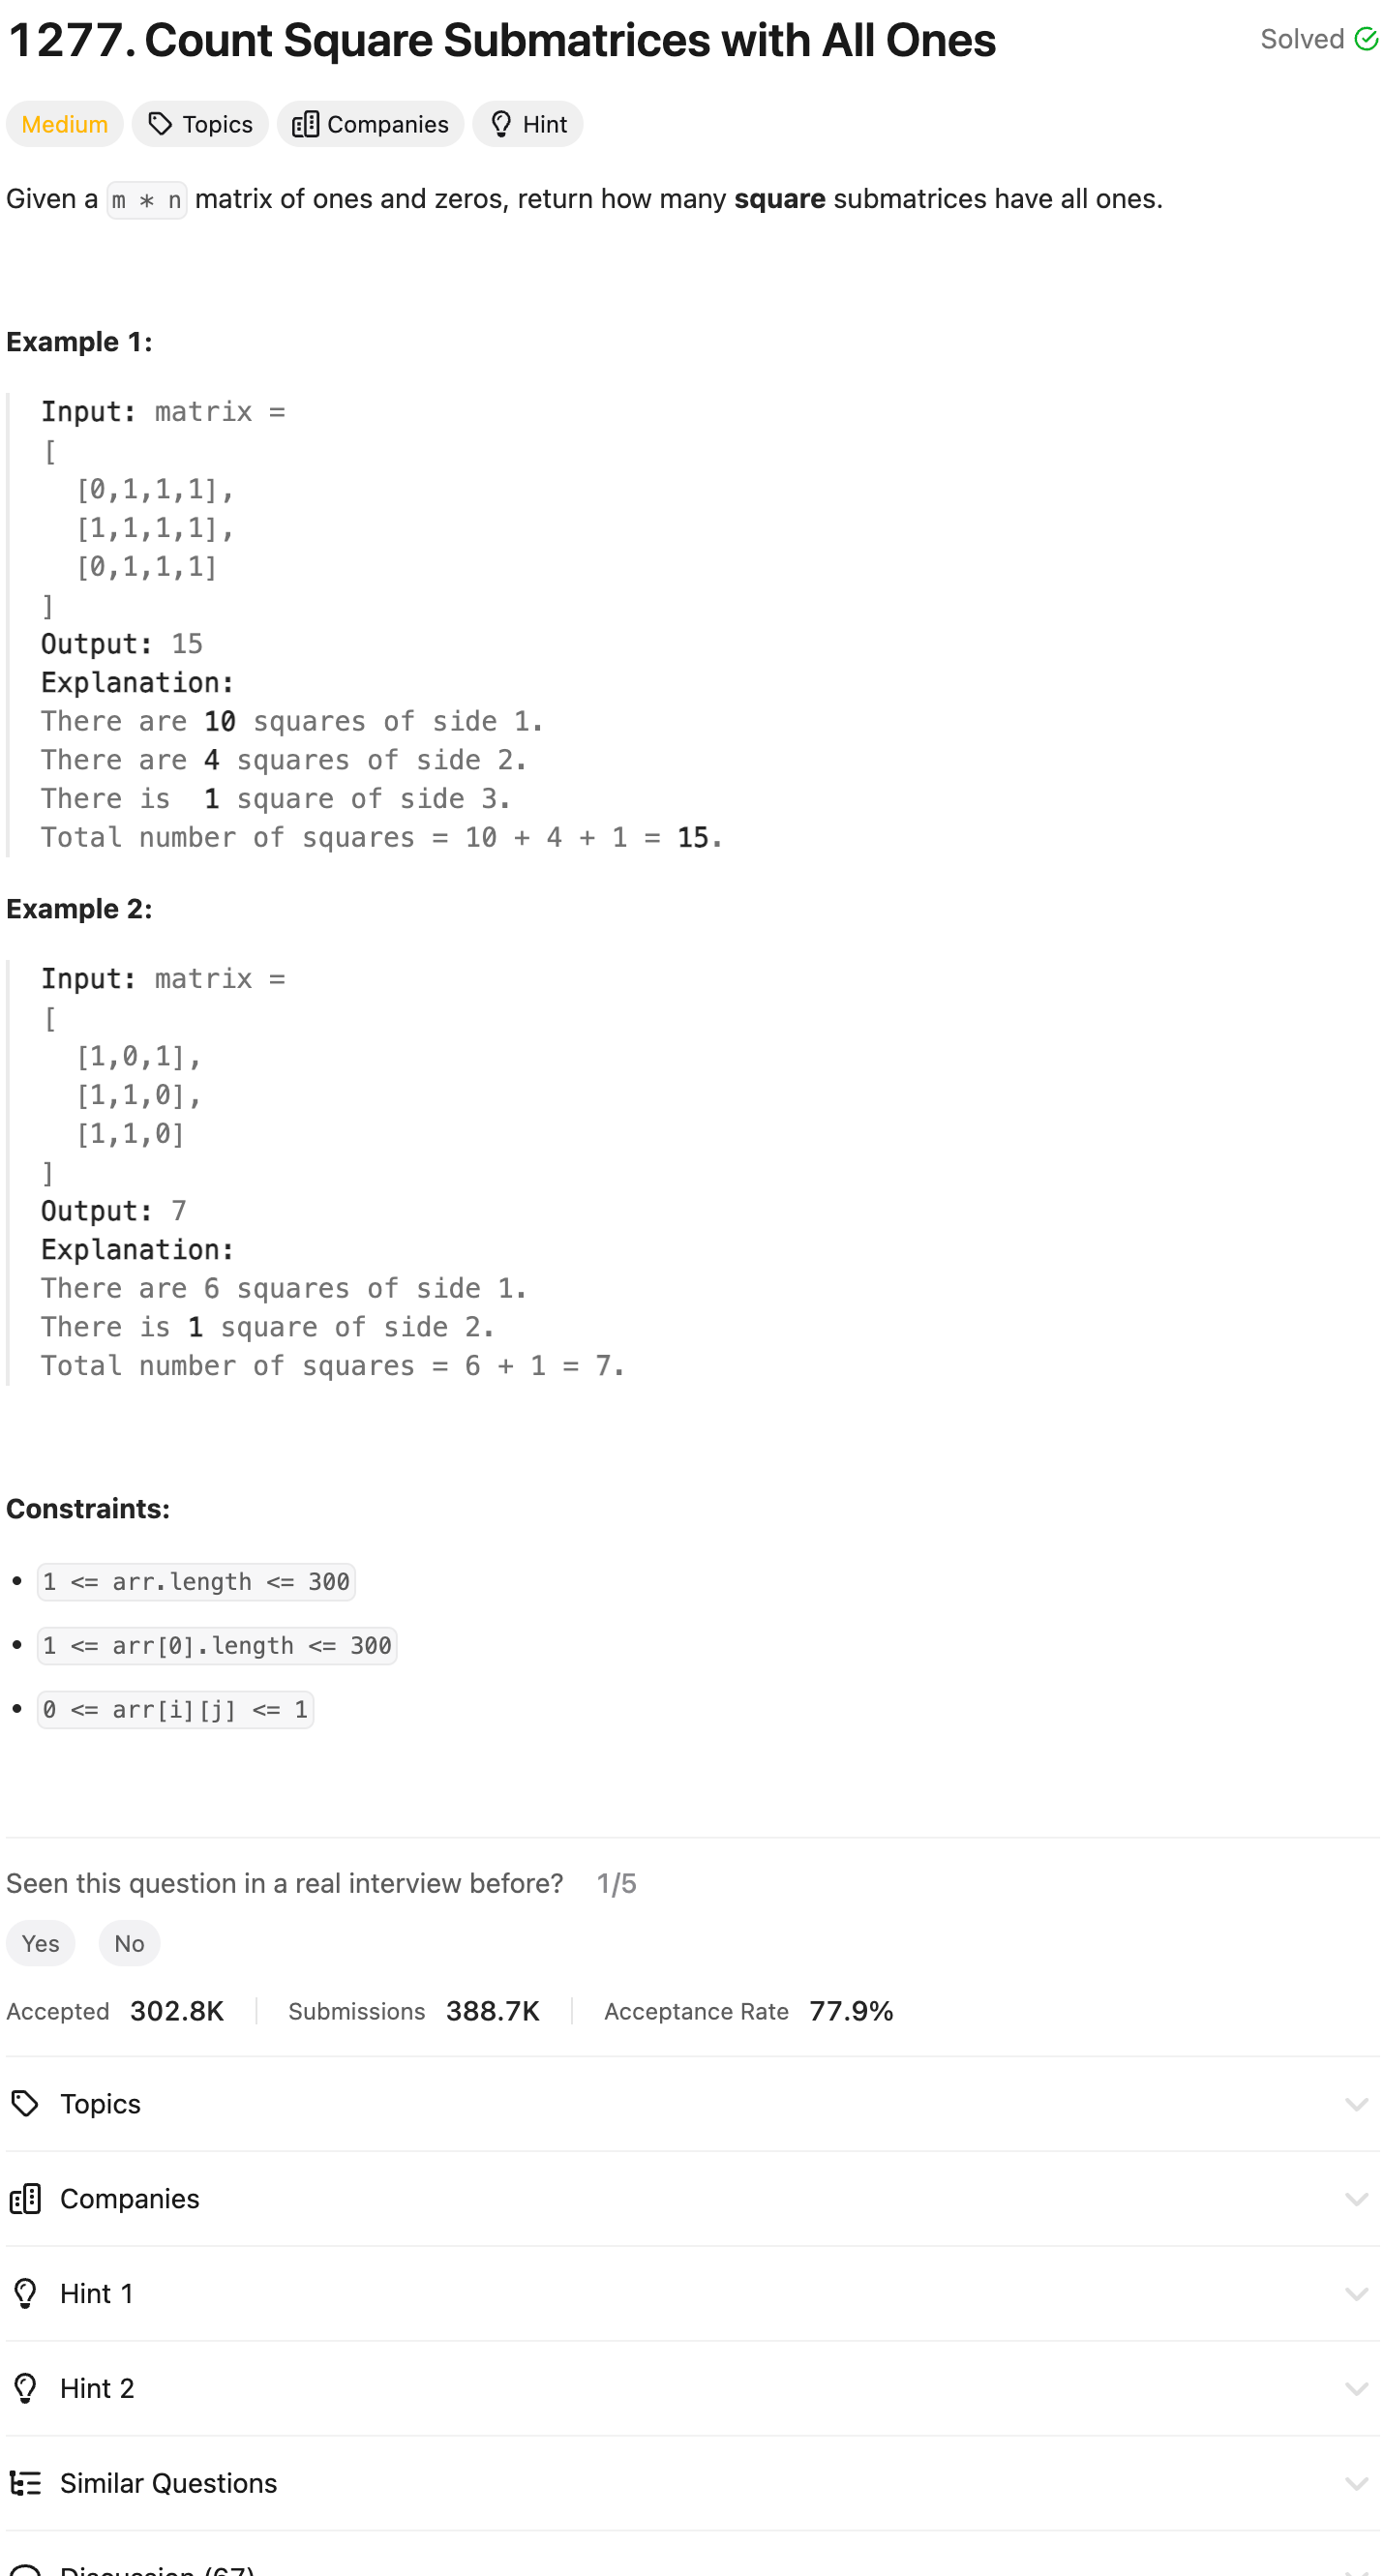 1277. Count Square Submatrices with All Ones
Solved
Medium Topics Companies Hint
Given a m * n matrix of ones and zeros, return how many square submatrices have all ones.
Example 1:
Input: matrix =
[
  [0,1,1,1],
  [1,1,1,1],
  [0,1,1,1]
]
Output: 15
Explanation:
There are 10 squares of side 1.
There are 4 squares of side 2.
There is  1 square of side 3.
Total number of squares = 10 + 4 + 1 = 15.
Example 2:
Input: matrix =
[
  [1,0,1],
  [1,1,0],
  [1,1,0]
]
Output: 7
Explanation:
There are 6 squares of side 1.
There is 1 square of side 2.
Total number of squares = 6 + 1 = 7.
Constraints:
• 1 <= arr.length <= 300
• 1 <= arr[0].length <= 300
• 0 <= arr[i][j] <= 1
Seen this question in a real interview before? 1/5
Yes No
Accepted 302.8K Submissions 388.7K Acceptance Rate 77.9%
Topics
Companies
Hint 1
Hint 2
Similar Questions
Discussion (67)